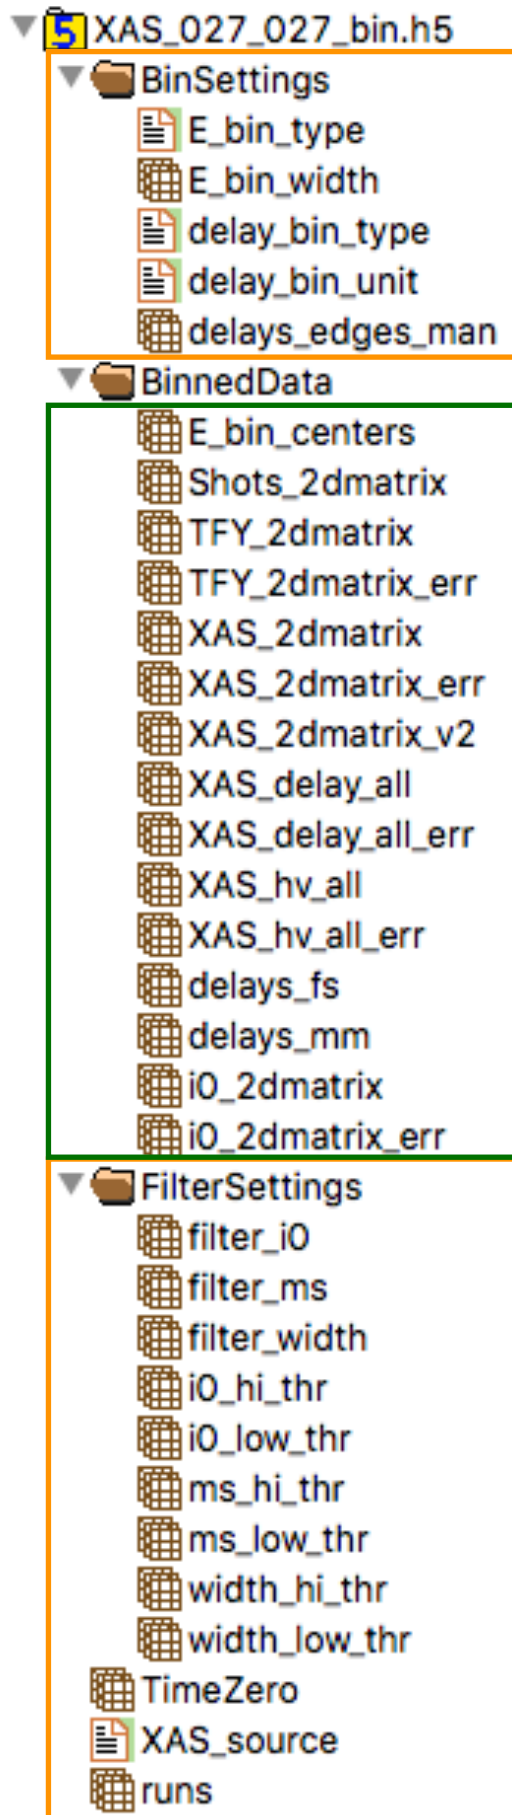 5 XAS_027_027_bin.h5
BinSettings
E_bin_type
E_bin_width
delay_bin_type
delay_bin_unit
delays_edges_man
BinnedData
E_bin_centers
Shots_2dmatrix
TFY_2dmatrix
TFY_2dmatrix_err
XAS_2dmatrix
XAS_2dmatrix_err
XAS_2dmatrix_v2
XAS_delay_all
XAS_delay_all_err
XAS_hv_all
XAS_hv_all_err
delays_fs
delays_mm
i0_2dmatrix
i0_2dmatrix_err
FilterSettings
filter_i0
filter_ms
filter_width
i0_hi_thr
i0_low_thr
ms_hi_thr
ms_low_thr
width_hi_thr
width_low_thr
TimeZero
XAS_source
runs